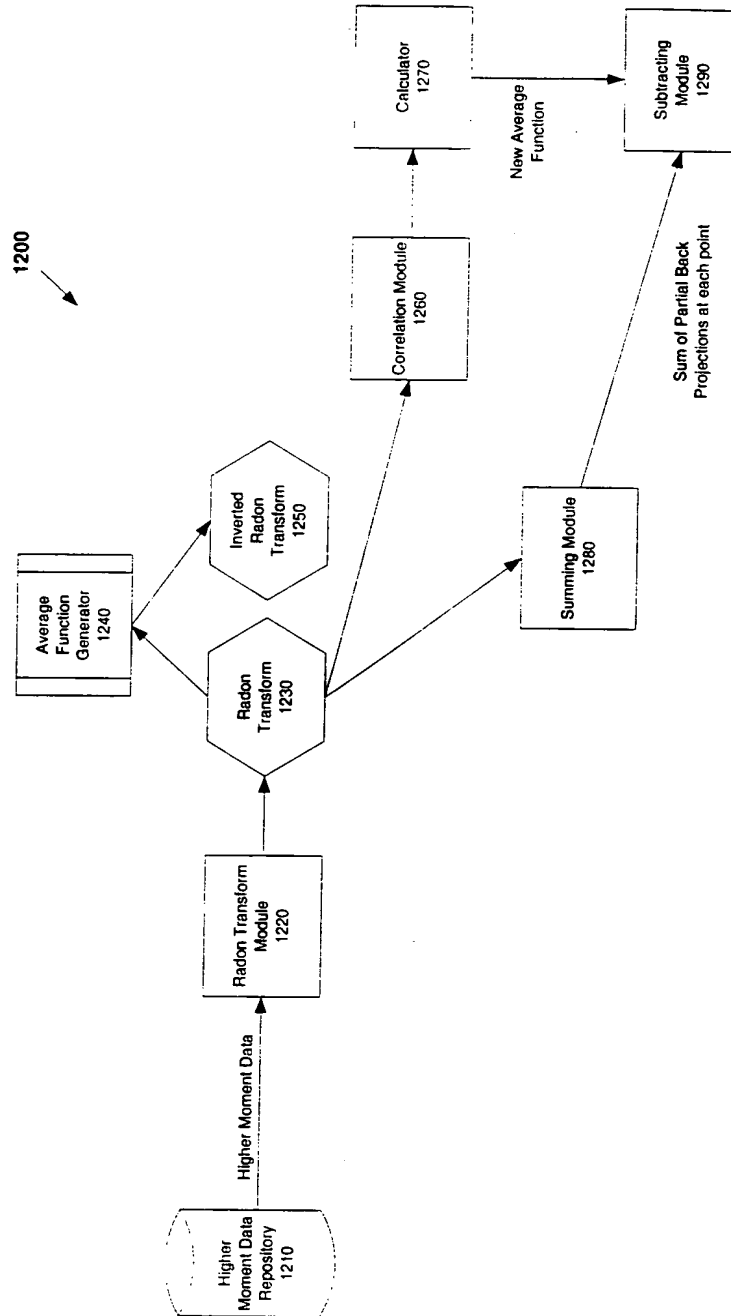 1200
Higher
Moment Data
Repository
1210
Higher Moment Data
Radon Transform
Module
1220
Radon
Transform
1230
Average
Function
Generator
1240
Inverted
Radon
Transform
1250
Correlation Module
1260
Calculator
1270
New Average
Function
Summing Module
1280
Sum of Partial Back
Projections at each point
Subtracting
Module
1290